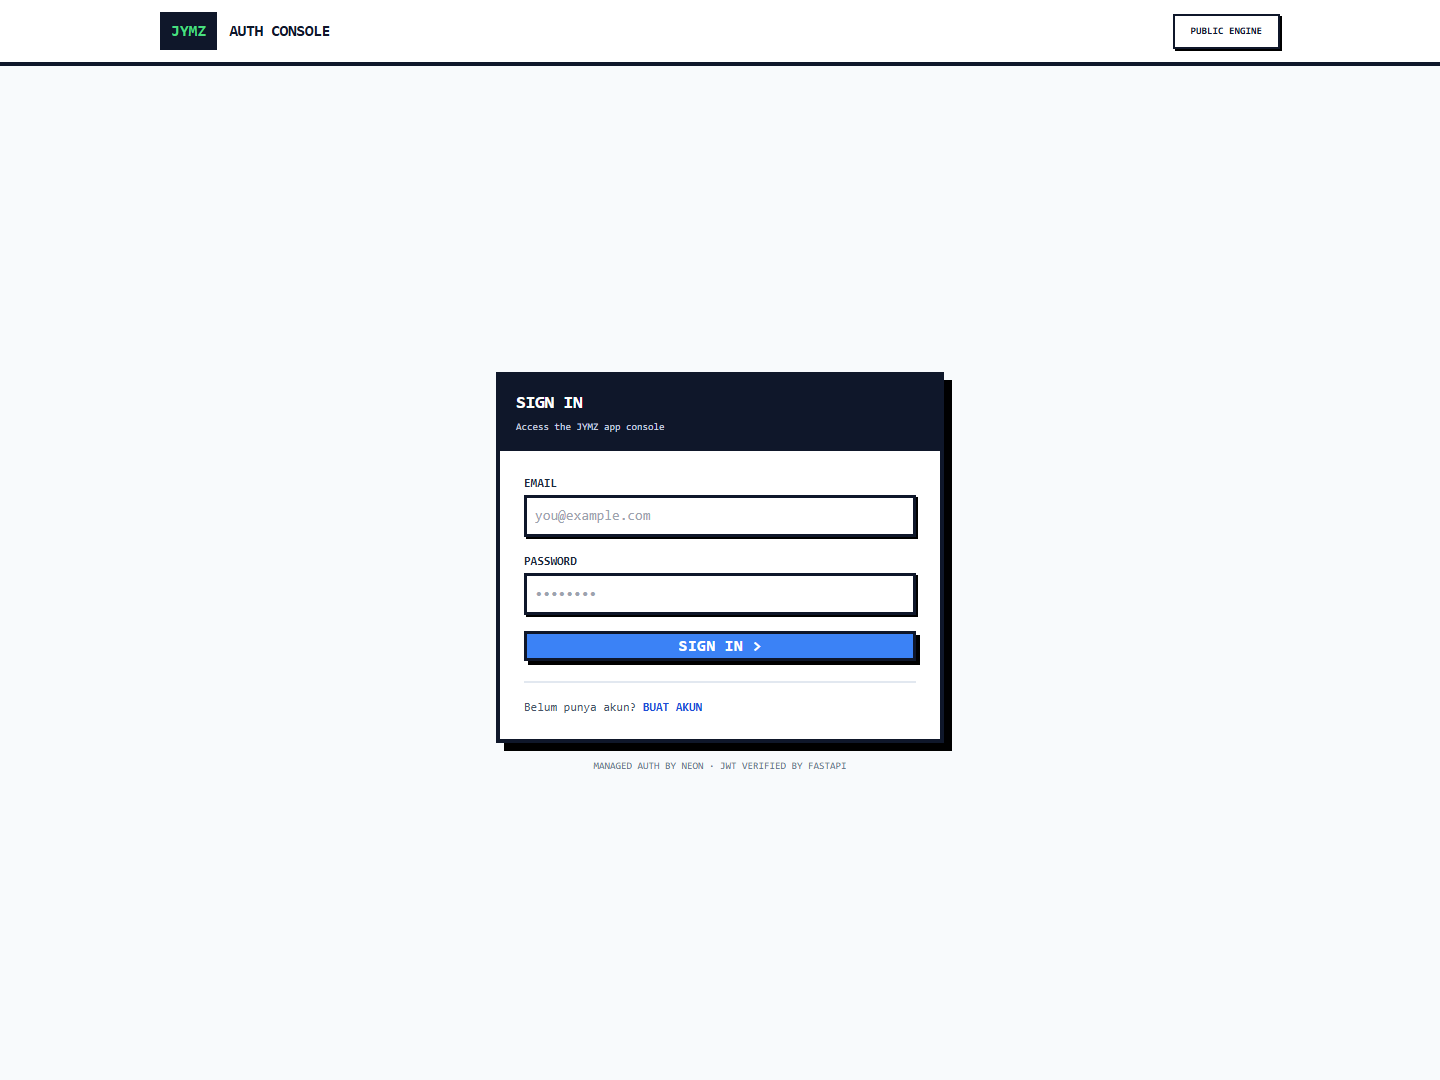 JYMZ AUTH CONSOLE
PUBLIC ENGINE
SIGN IN
Access the JYMZ app console
EMAIL
you@example.com
PASSWORD
••••••••
SIGN IN >
Belum punya akun? BUAT AKUN
MANAGED AUTH BY NEON · JWT VERIFIED BY FASTAPI